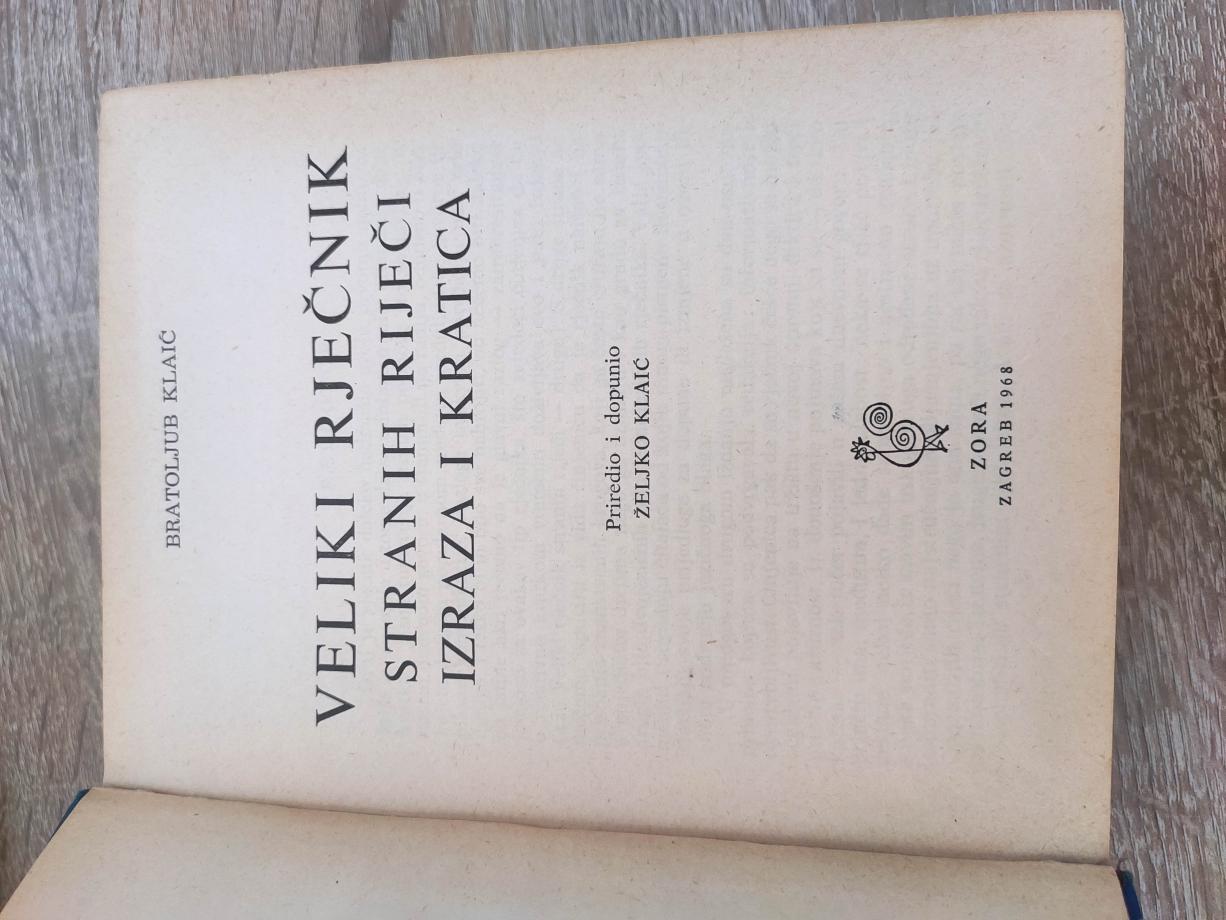 BRATOLJUB KLAIĆ
VELIKI RJEČNIK
STRANIH RIJEČI
IZRAZA I KRATICA
Priredio i dopunio
ŽELJKO KLAIĆ
ZORA
ZAGREB 1968